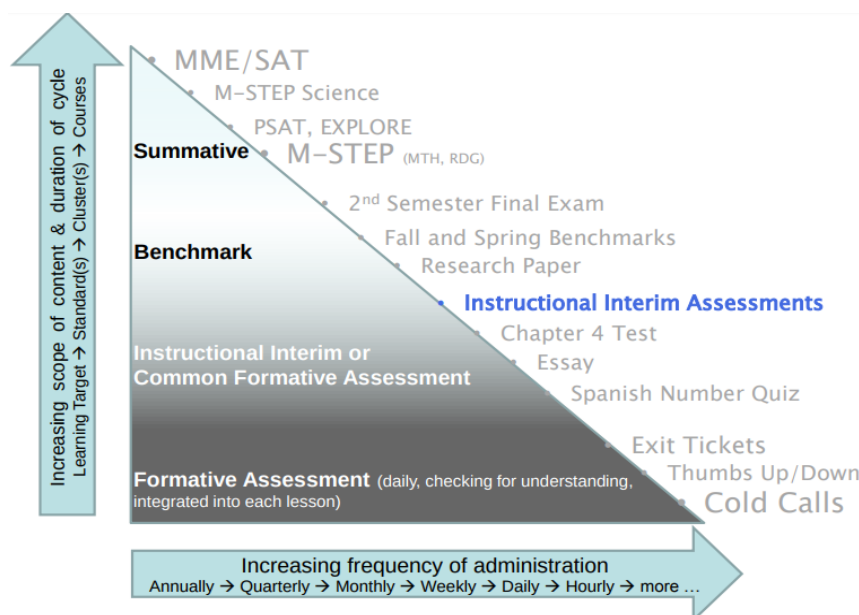 Increasing scope of content & duration of cycle
Learning Target → Standard(s) → Cluster(s) → Courses
MME/SAT
M-STEP Science
PSAT, EXPLORE
Summative
M-STEP (MTH, RDG)
2nd Semester Final Exam
Benchmark
Fall and Spring Benchmarks
Research Paper
Instructional Interim Assessments
Chapter 4 Test
Instructional Interim or
Common Formative Assessment
Essay
Spanish Number Quiz
Exit Tickets
Formative Assessment (daily, checking for understanding,
integrated into each lesson)
Thumbs Up/Down
Cold Calls
Increasing frequency of administration
Annually → Quarterly → Monthly → Weekly → Daily → Hourly → more …